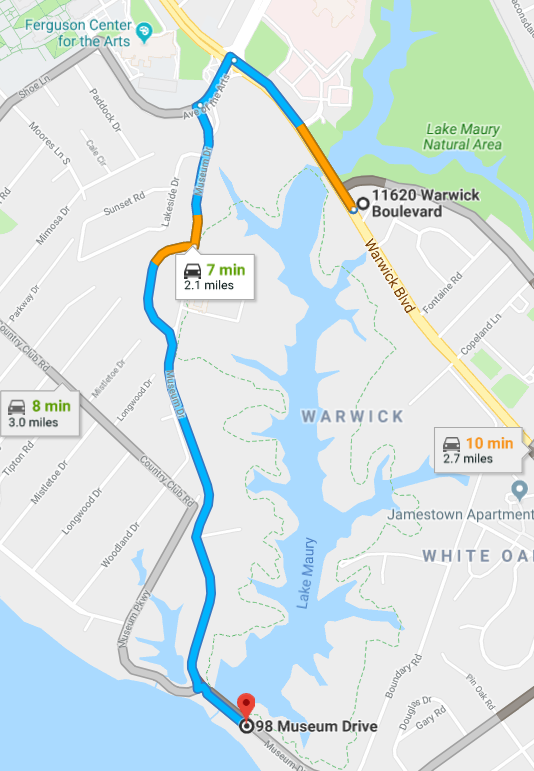 Ferguson Center
for the Arts
Shoe Ln
Ave of the Arts
Paddock Dr
Moores Ln S
Cale Cir
Lake Maury
Natural Area
Museum Dr
Lakeside Dr
Sunset Rd
Mimosa Dr
11620 Warwick
Boulevard
Warwick Blvd
7 min
2.1 miles
Parkway Dr
Fontaine Rd
Copeland Ln
Country Club Rd
Mistletoe Dr
Longwood Dr
Museum Dr
8 min
3.0 miles
WARWICK
10 min
2.7 miles
Tipton Rd
Mistletoe Dr
Country Club Rd
Longwood Dr
Jamestown Apartment
Woodland Dr
WHITE OA
Lake Maury
Museum Pkwy
Boundary Rd
Pin Oak Rd
Douglas Dr
Gary Rd
98 Museum Drive
Museum Dr